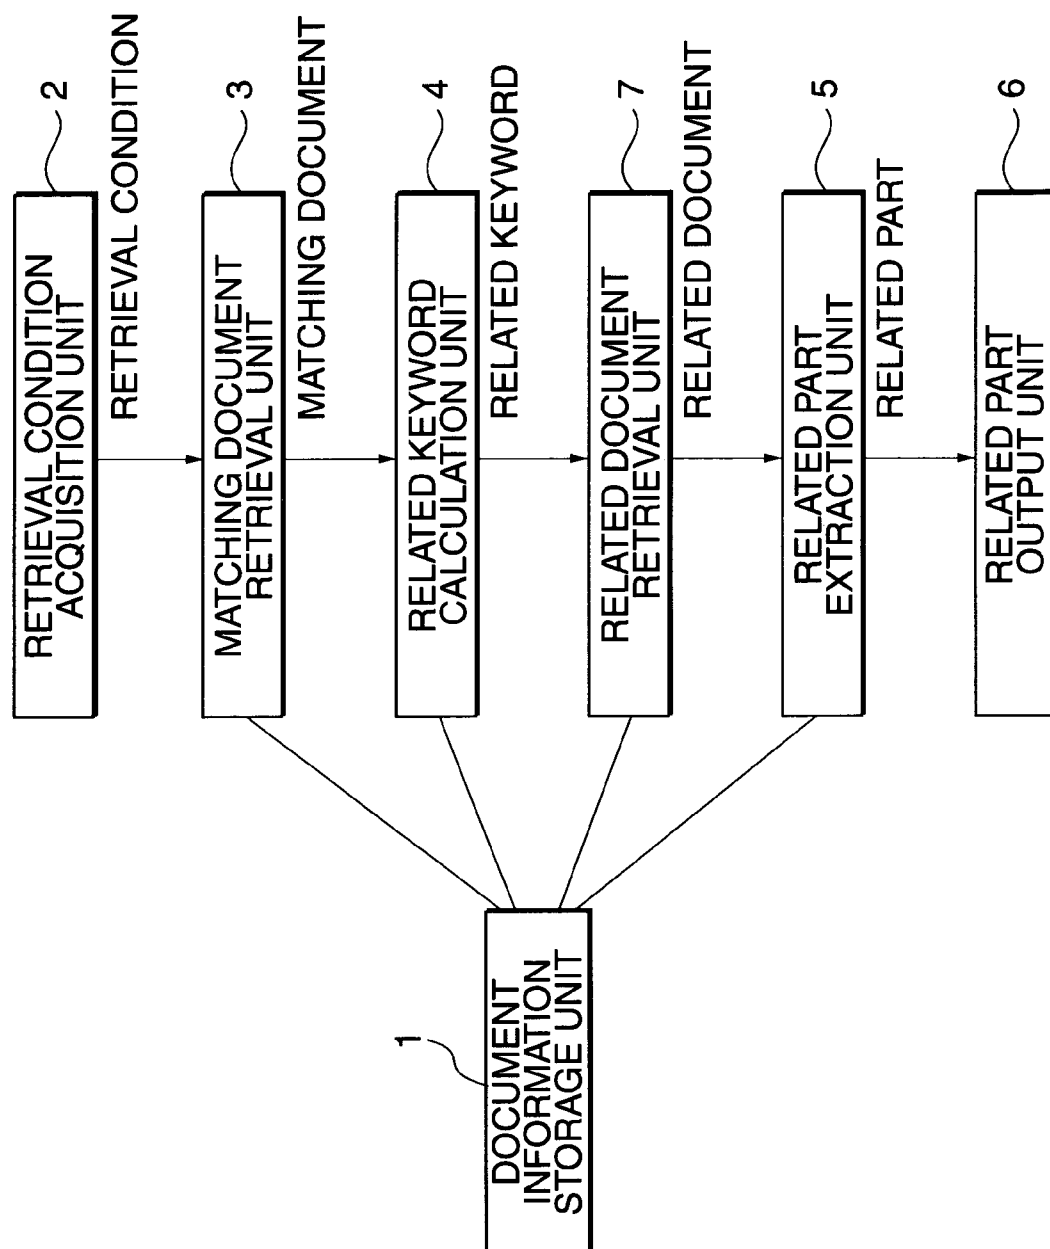 2
RETRIEVAL CONDITION
ACQUISITION UNIT
RETRIEVAL CONDITION
3
MATCHING DOCUMENT
RETRIEVAL UNIT
MATCHING DOCUMENT
4
RELATED KEYWORD
CALCULATION UNIT
RELATED KEYWORD
7
RELATED DOCUMENT
RETRIEVAL UNIT
RELATED DOCUMENT
5
RELATED PART
EXTRACTION UNIT
RELATED PART
6
RELATED PART
OUTPUT UNIT
1
DOCUMENT
INFORMATION
STORAGE UNIT